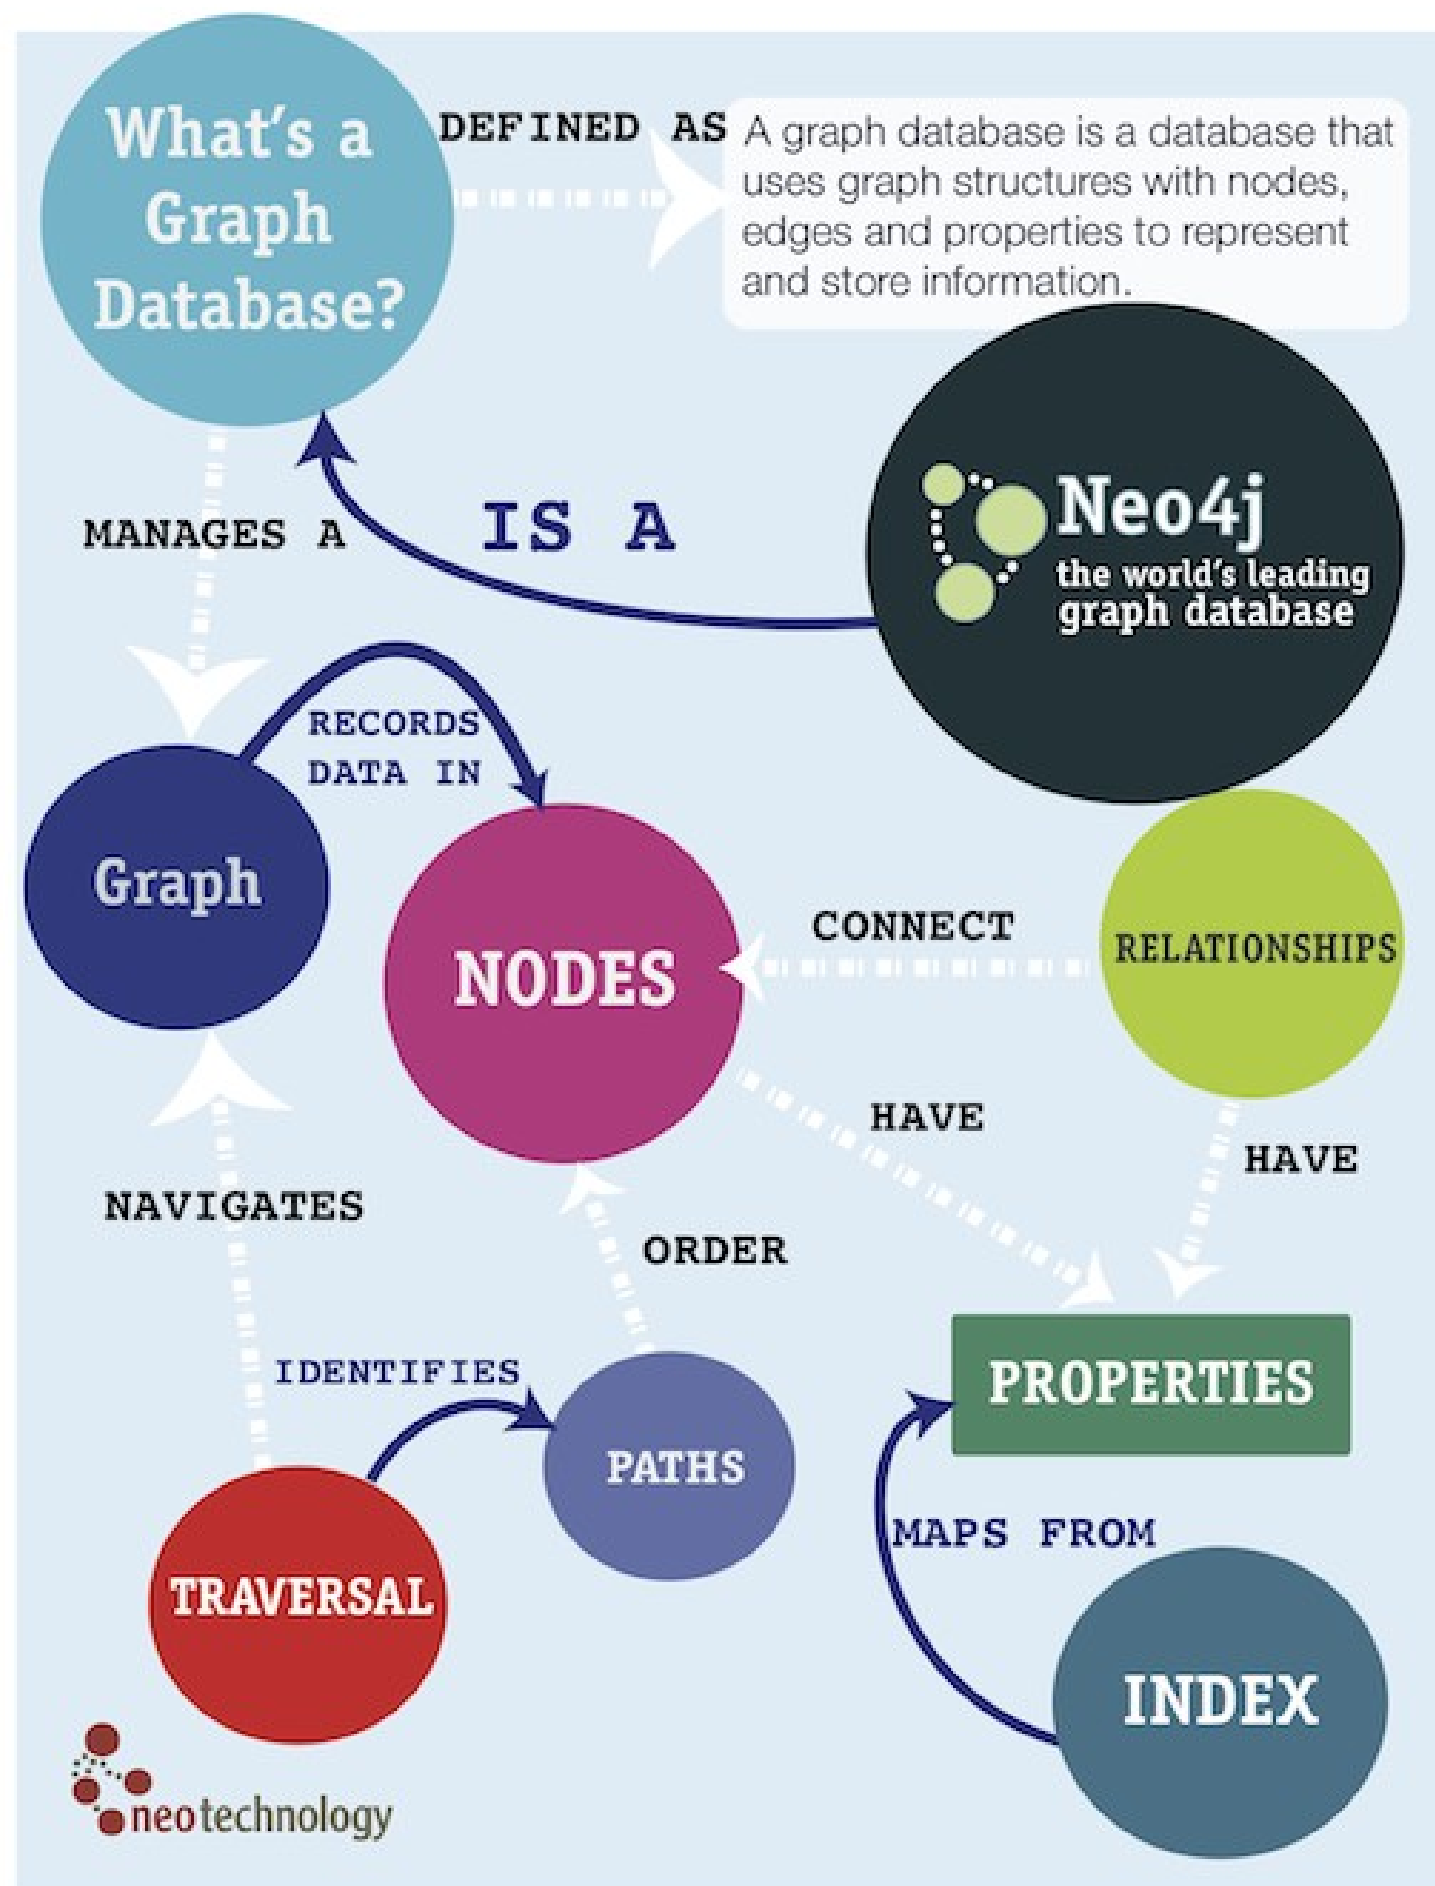 What's a
Graph
Database?
DEFINED AS
A graph database is a database that
uses graph structures with nodes,
edges and properties to represent
and store information.
MANAGES A
IS A
Neo4j
the world's leading
graph database
RECORDS
DATA IN
Graph
NODES
CONNECT
RELATIONSHIPS
HAVE
HAVE
NAVIGATES
ORDER
IDENTIFIES
PATHS
PROPERTIES
MAPS FROM
TRAVERSAL
INDEX
neotechnology